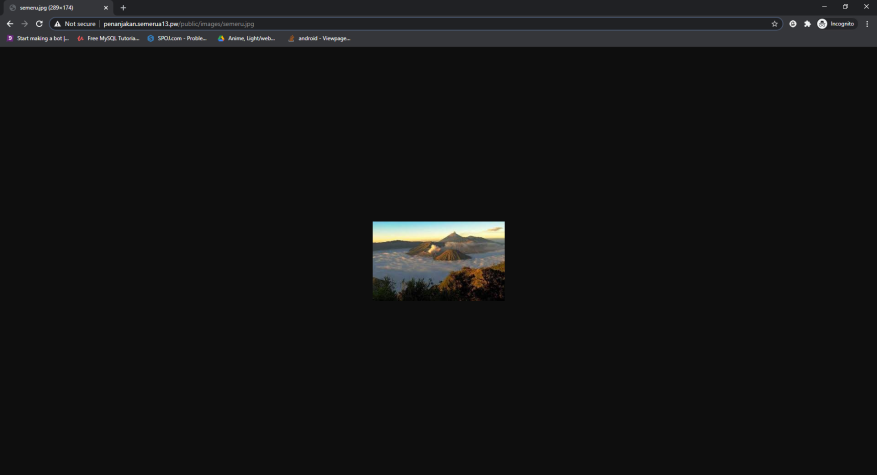 semeru.jpg (289×174)
Not secure | penanjakan.semerua13.pw/public/images/semeru.jpg
Incognito
Start making a bot |...
Free MySQL Tutoria...
SPOJ.com - Proble...
Anime, Light/web...
android - Viewpage...